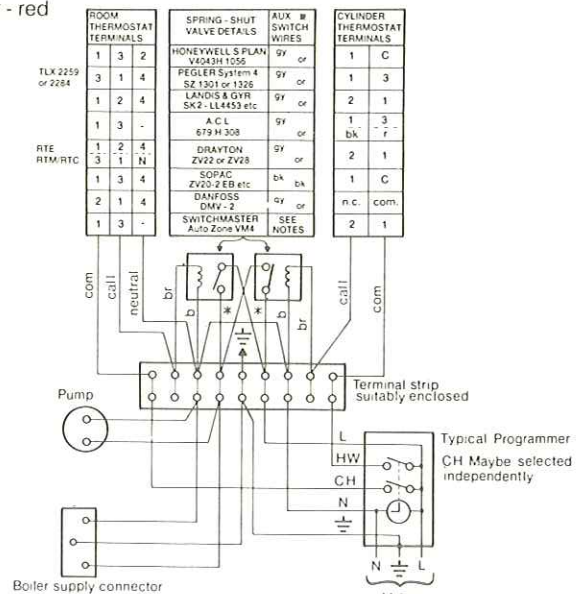 - red
ROOM THERMOSTAT TERMINALS
SPRING - SHUT VALVE DETAILS
AUX SWITCH WIRES
CYLINDER THERMOSTAT TERMINALS
1 3 2
HONEYWELL S PLAN V4043H 1056
gy or
1 C
TLX 2259 or 2284
3 1 4
PEGLER System 4 SZ 1301 or 1326
gy or
1 3
1 2 4
LANDIS & GYR SK2 - LL4453 etc
gy or
2 1
1 3 -
A.C.L 679 H 308
gy or
1 3
bk r
RTE RTM/RTC
1 2 4
3 1 N
DRAYTON ZV22 or ZV28
gy or
2 1
1 3 4
SOPAC ZV20-2 EB etc
bk bk
1 C
2 1 4
DANFOSS DMV - 2
gy or
n.c. com.
1 3 -
SWITCHMASTER Auto Zone VM4
SEE NOTES
2 1
com
call
neutral
br
b
*
*
b
br
call
com
Terminal strip
suitably enclosed
Pump
L
HW
CH
N
Typical Programmer
CH Maybe selected
independently
N
L
Boiler supply connector